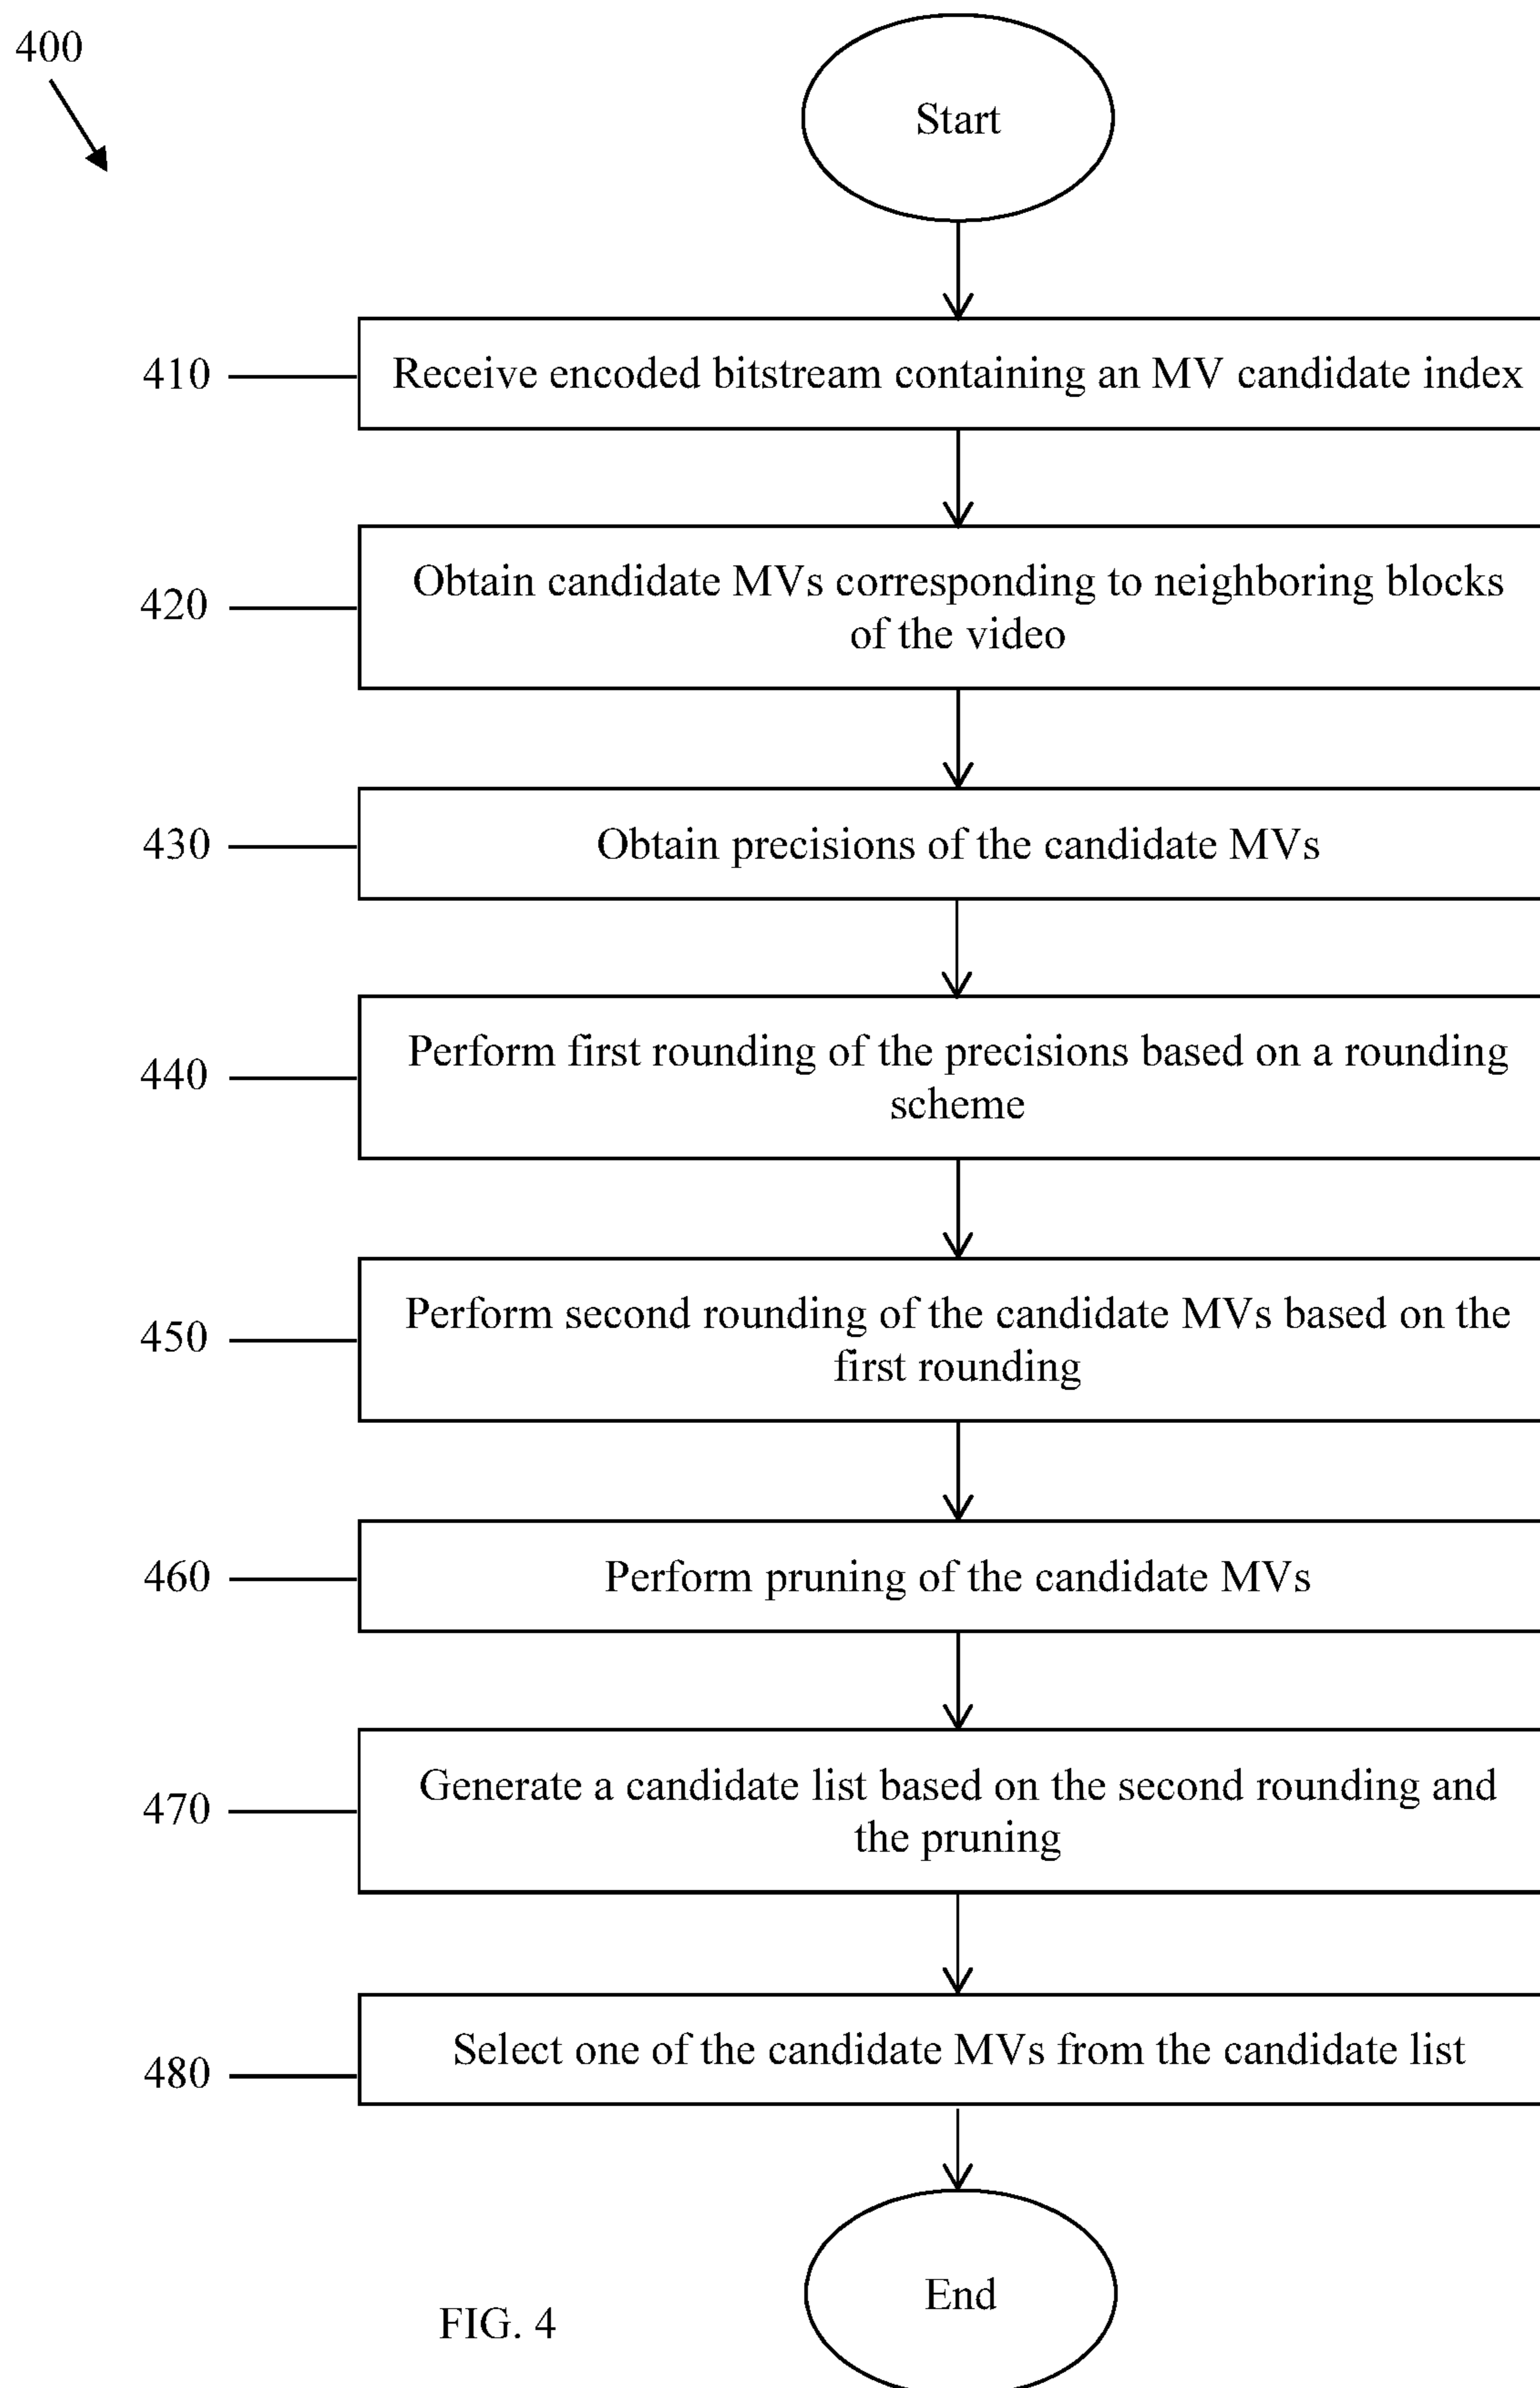 400
Start
410
Receive encoded bitstream containing an MV candidate index
420
Obtain candidate MVs corresponding to neighboring blocks
of the video
430
Obtain precisions of the candidate MVs
440
Perform first rounding of the precisions based on a rounding
scheme
450
Perform second rounding of the candidate MVs based on the
first rounding
460
Perform pruning of the candidate MVs
470
Generate a candidate list based on the second rounding and
the pruning
480
Select one of the candidate MVs from the candidate list
End
FIG. 4